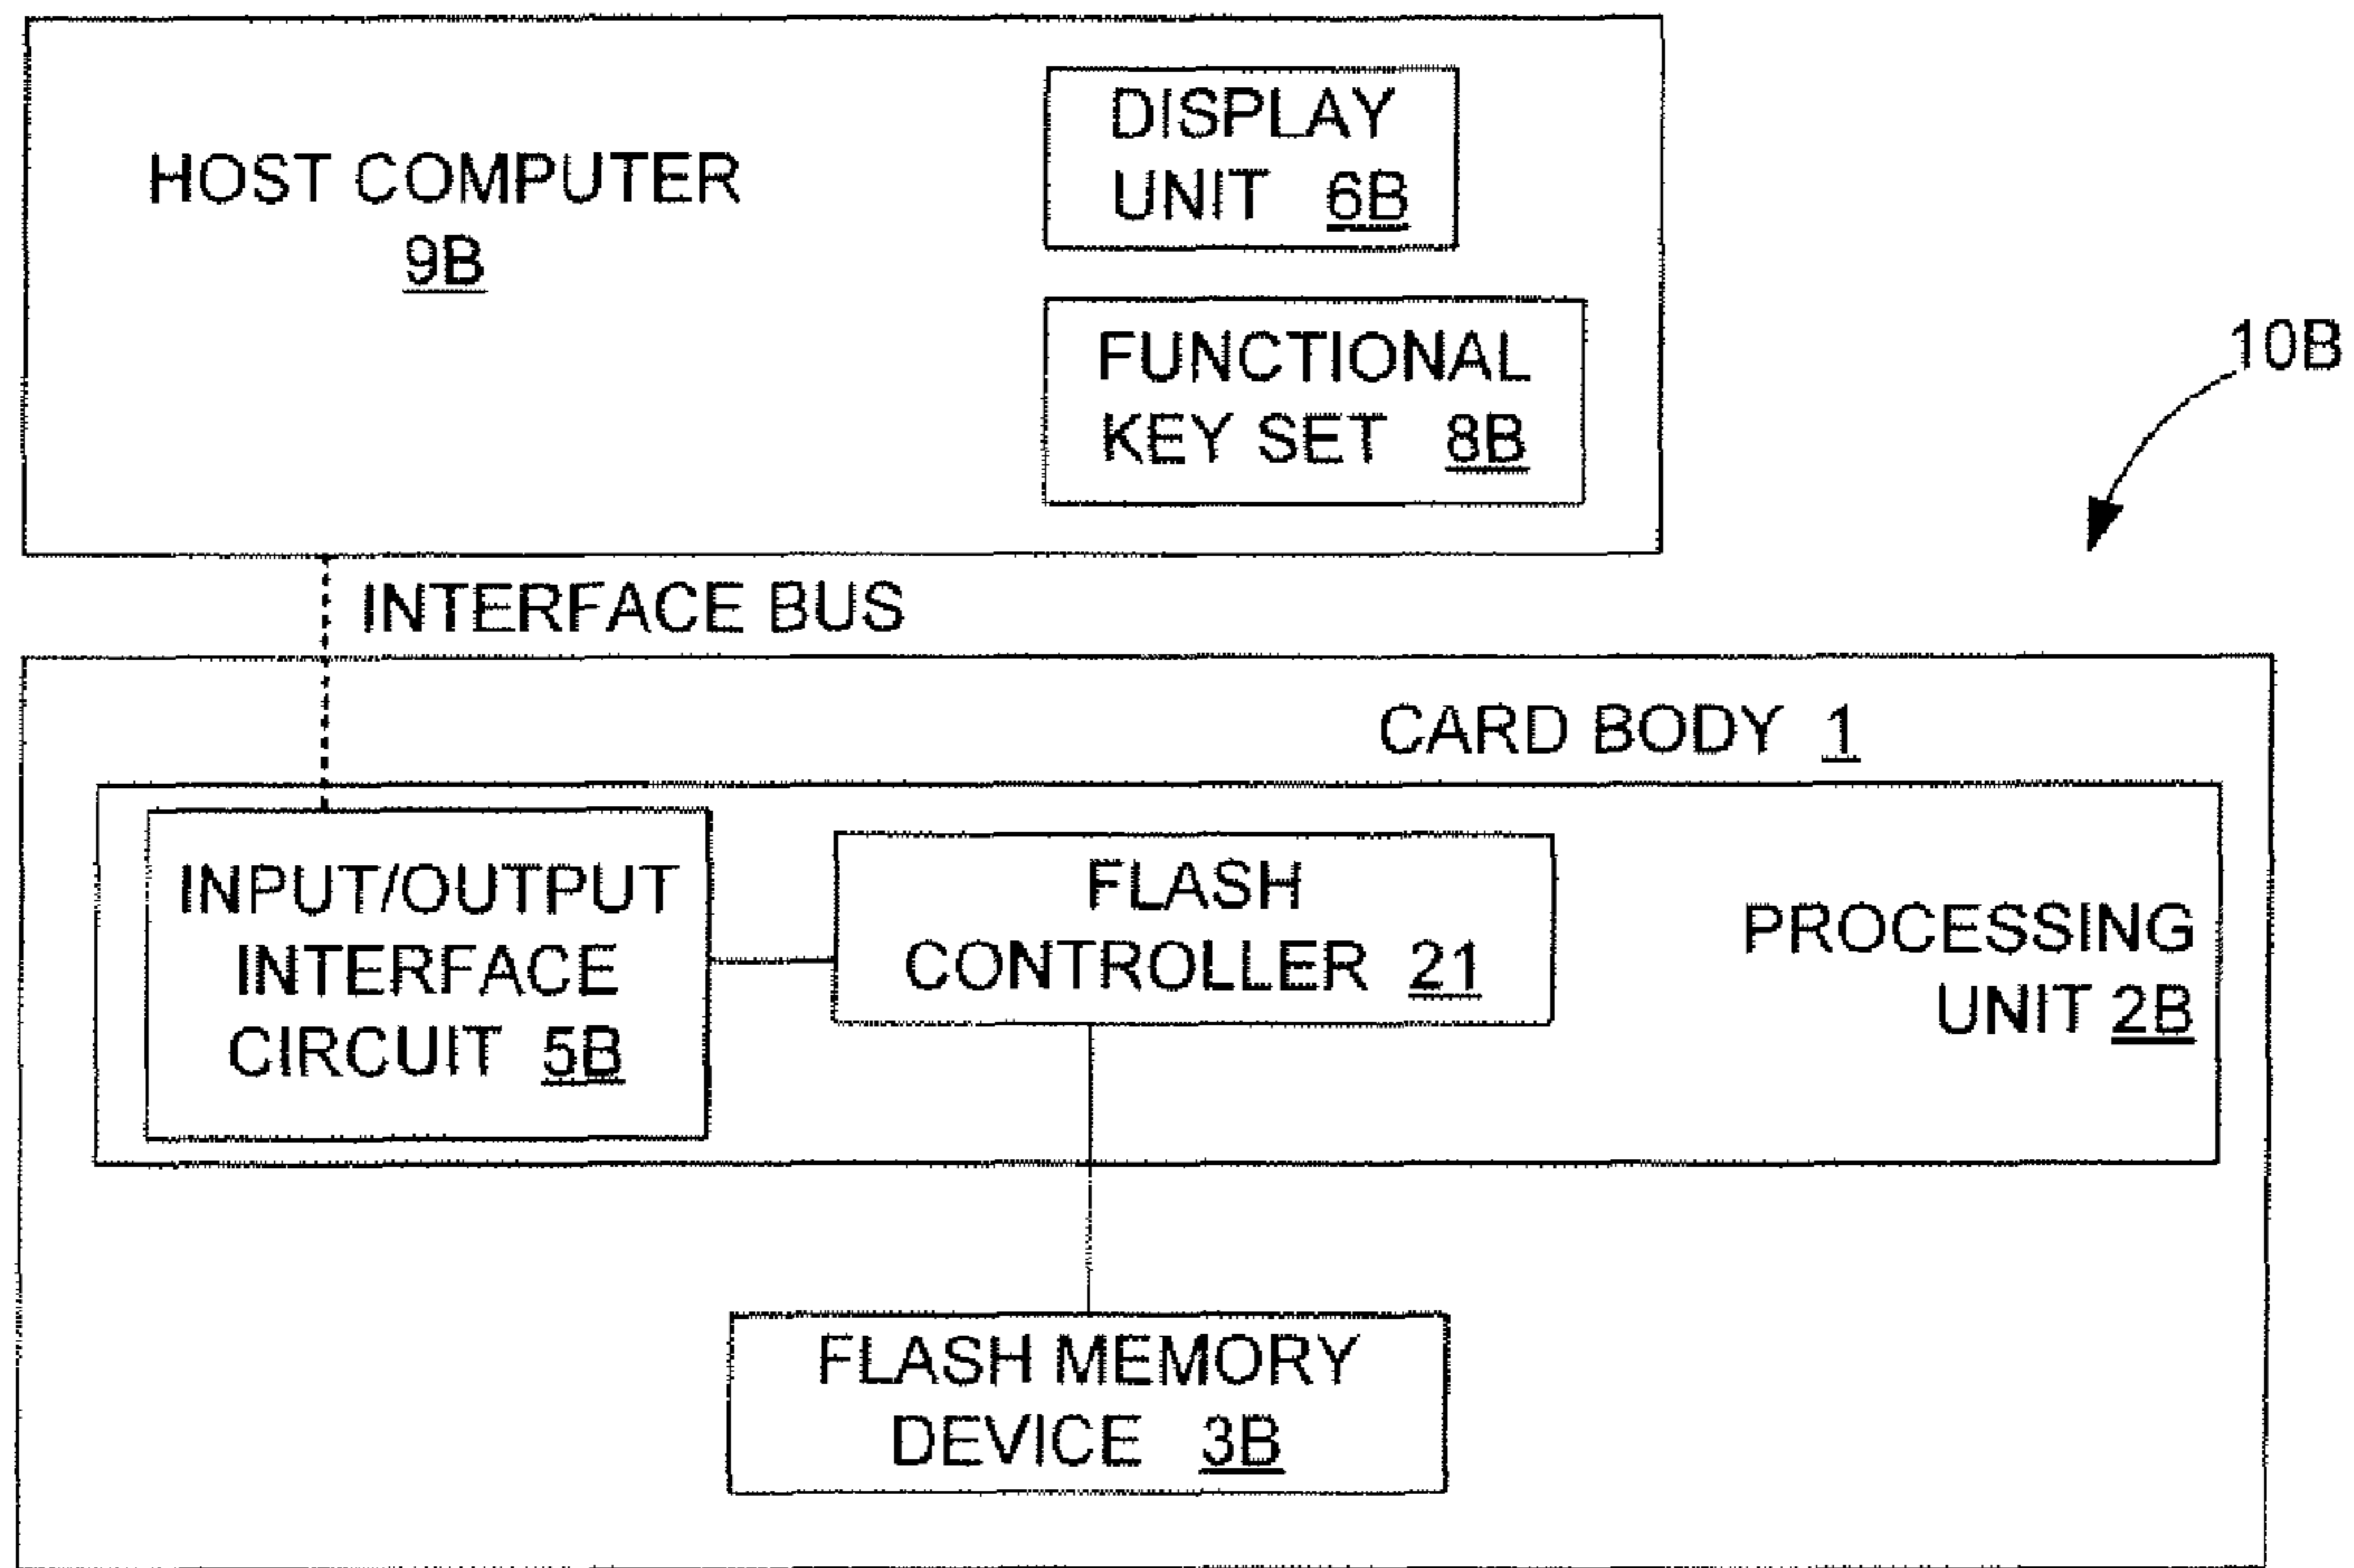 HOST COMPUTER
9B
DISPLAY
UNIT 6B
FUNCTIONAL
KEY SET 8B
10B
INTERFACE BUS
CARD BODY 1
INPUT/OUTPUT
INTERFACE
CIRCUIT 5B
FLASH
CONTROLLER 21
PROCESSING
UNIT 2B
FLASH MEMORY
DEVICE 3B